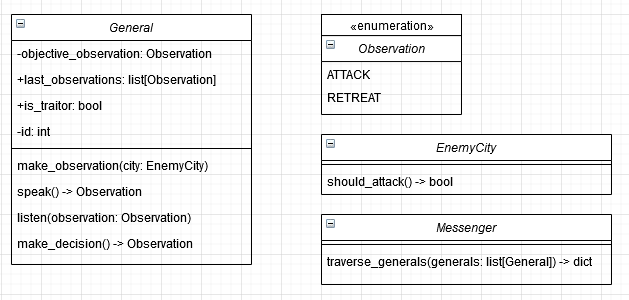 General
-objective_observation: Observation
+last_observations: list[Observation]
+is_traitor: bool
-id: int
make_observation(city: EnemyCity)
speak() -> Observation
listen(observation: Observation)
make_decision() -> Observation
«enumeration»
Observation
ATTACK
RETREAT
EnemyCity
should_attack() -> bool
Messenger
traverse_generals(generals: list[General]) -> dict